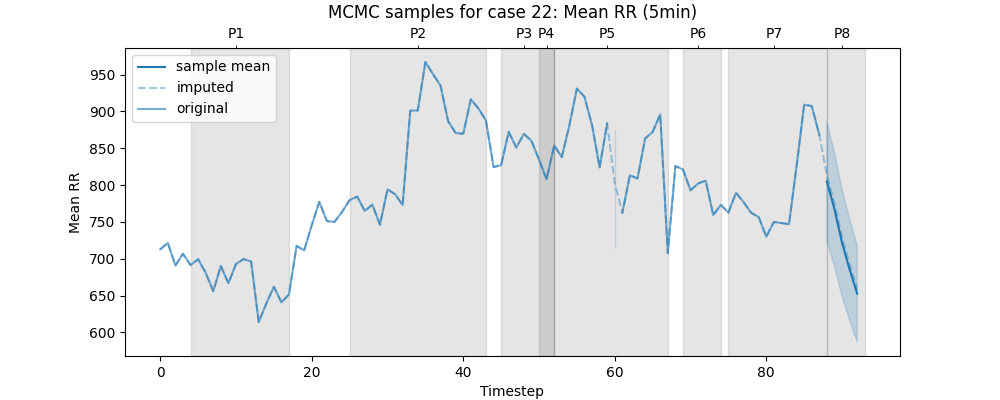 MCMC samples for case 22: Mean RR (5min)
P1 P2 P3 P4 P5 P6 P7 P8
sample mean
imputed
original
Mean RR
950
900
850
800
750
700
650
600
0 20 40 60 80
Timestep